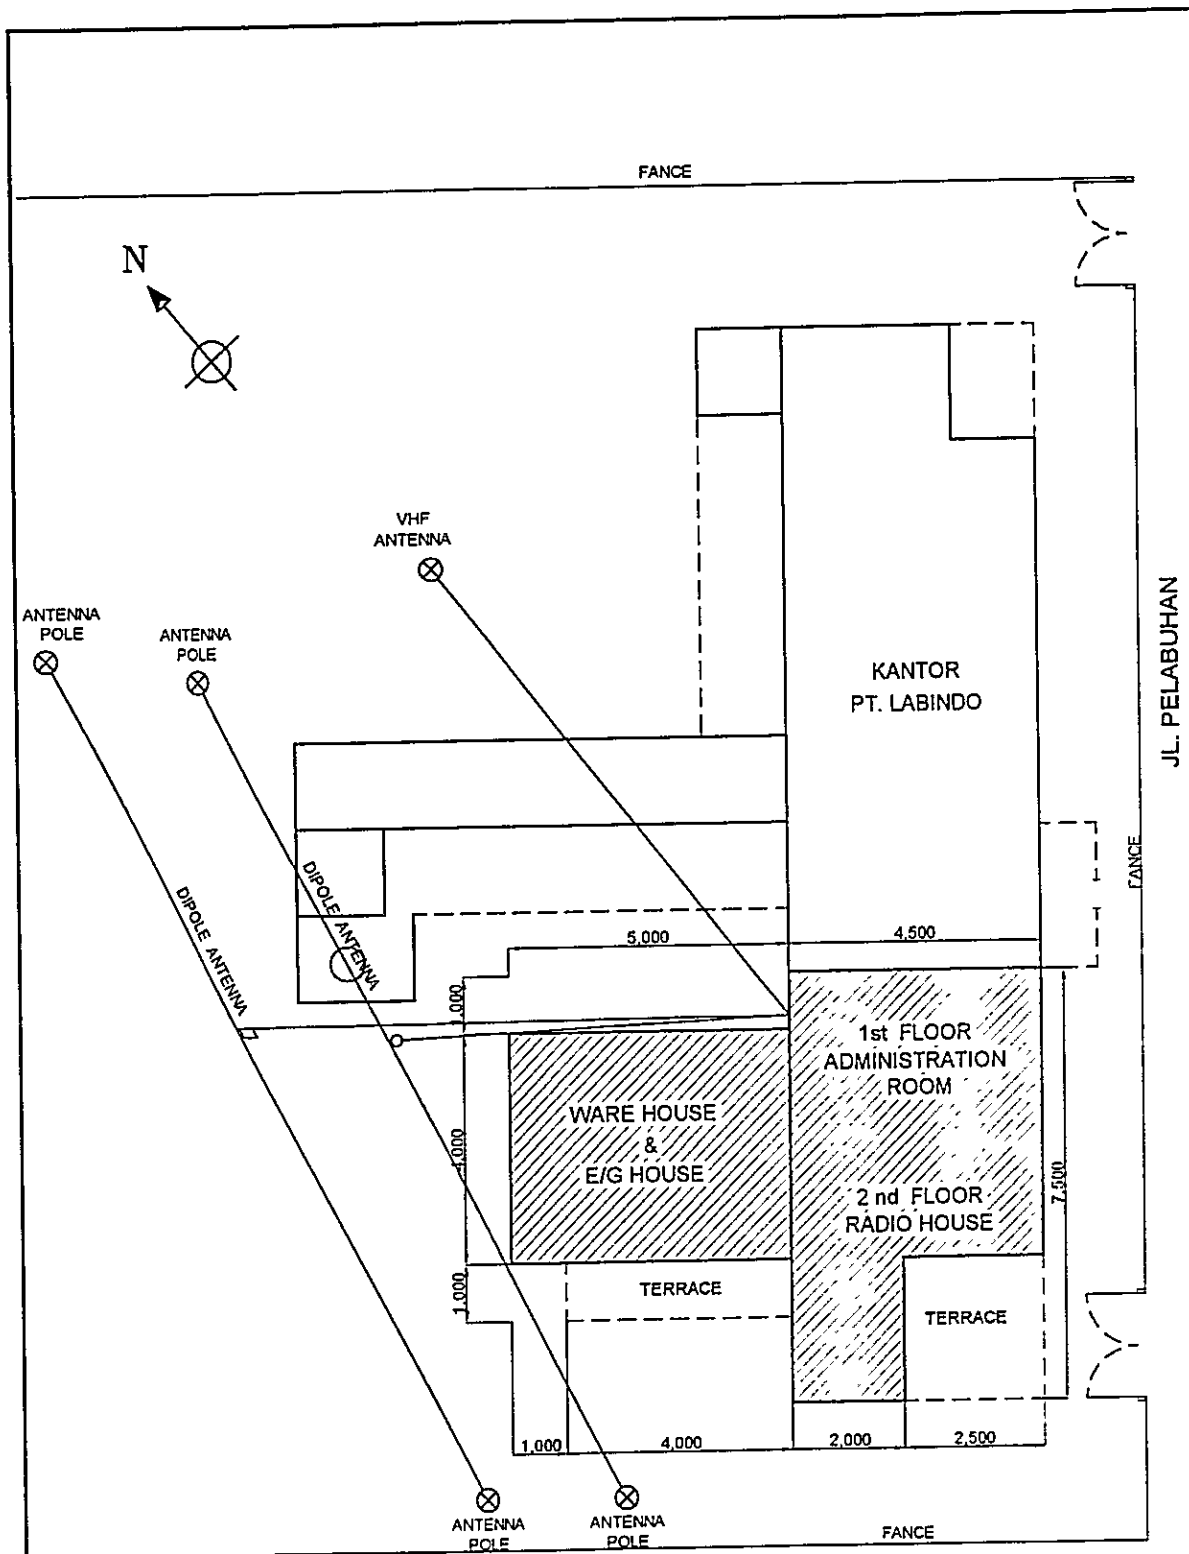 FANCE
N
VHF
ANTENNA
ANTENNA
POLE
ANTENNA
POLE
KANTOR
PT. LABINDO
JL. PELABUHAN
FANCE
DIPOLE ANTENNA
DIPOLE ANTENNA
5,000
4,500
1,000
1st FLOOR
ADMINISTRATION
ROOM
WARE HOUSE
&
E/G HOUSE
4,000
7,500
2 nd FLOOR
RADIO HOUSE
1,000
TERRACE
TERRACE
1,000
4,000
2,000
2,500
ANTENNA
POLE
ANTENNA
POLE
FANCE